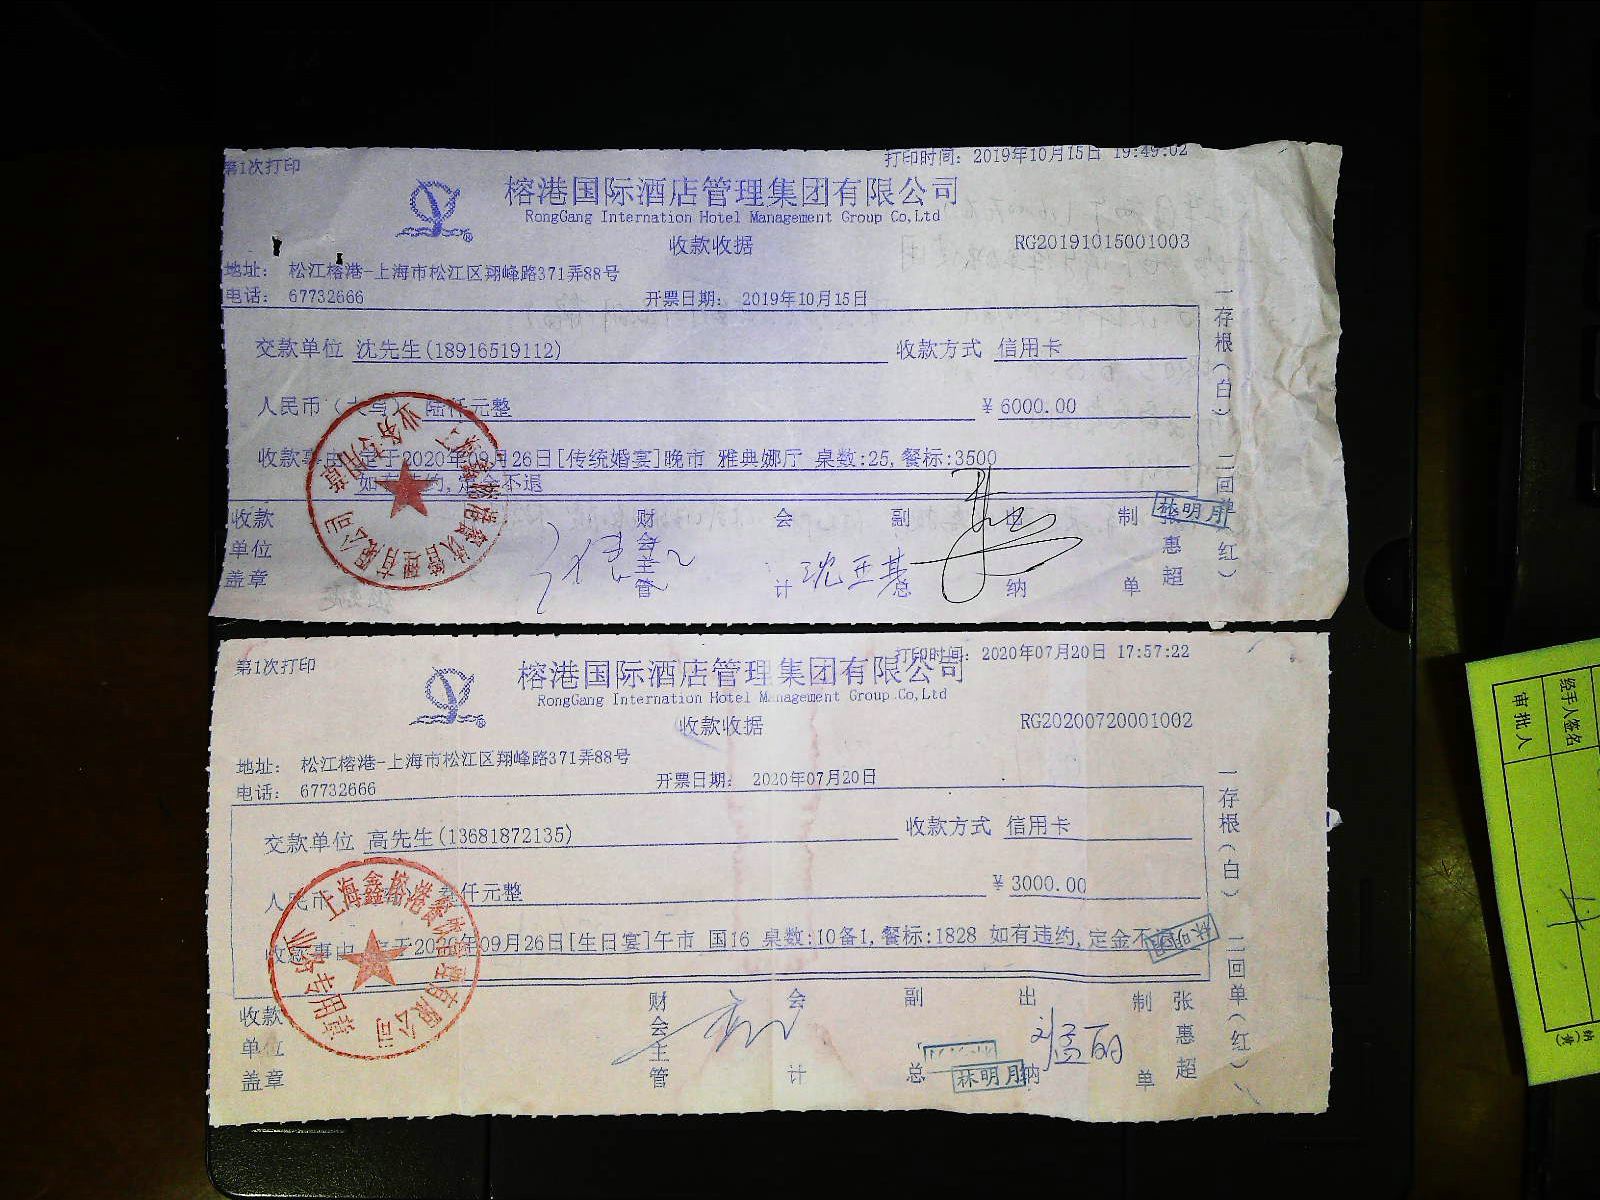 第1次打印
打印时间: 2019年10月15日 19:49:02
榕港国际酒店管理集团有限公司
RongGang Internation Hotel Management Group Co,Ltd
收款收据
RG20191015001003
地址: 松江榕港-上海市松江区翔峰路371弄88号
电话: 67732666
开票日期: 2019年10月15日
交款单位 沈先生(18916519112)
收款方式 信用卡
人民币(大写) 陆仟元整
¥ 6000.00
收款事由 定于2020年09月26日[传统婚宴]晚市 雅典娜厅 桌数:25,餐标:3500
如有违约,定金不退
收款单位盖章
财会主管
会计
副总
出纳
制单
张惠超
林明月
沈亚基
一存根(白) 二回单(红)
业务专用章
第1次打印
打印时间: 2020年07月20日 17:57:22
榕港国际酒店管理集团有限公司
RongGang Internation Hotel Management Group Co,Ltd
收款收据
RG20200720001002
地址: 松江榕港-上海市松江区翔峰路371弄88号
电话: 67732666
开票日期: 2020年07月20日
交款单位 高先生(13681872135)
收款方式 信用卡
人民币 叁仟元整
¥ 3000.00
收款事由 定于2020年09月26日[生日宴]午市 国16 桌数:10备1,餐标:1828 如有违约,定金不
林明月
收款单位盖章
财会主管
会计
副总
出纳
制单
张惠超
林明月
一存根(白) 二回单(红)
上海鑫榕港餐饮管理有限公司
业务专用章
经手人签名
审批人